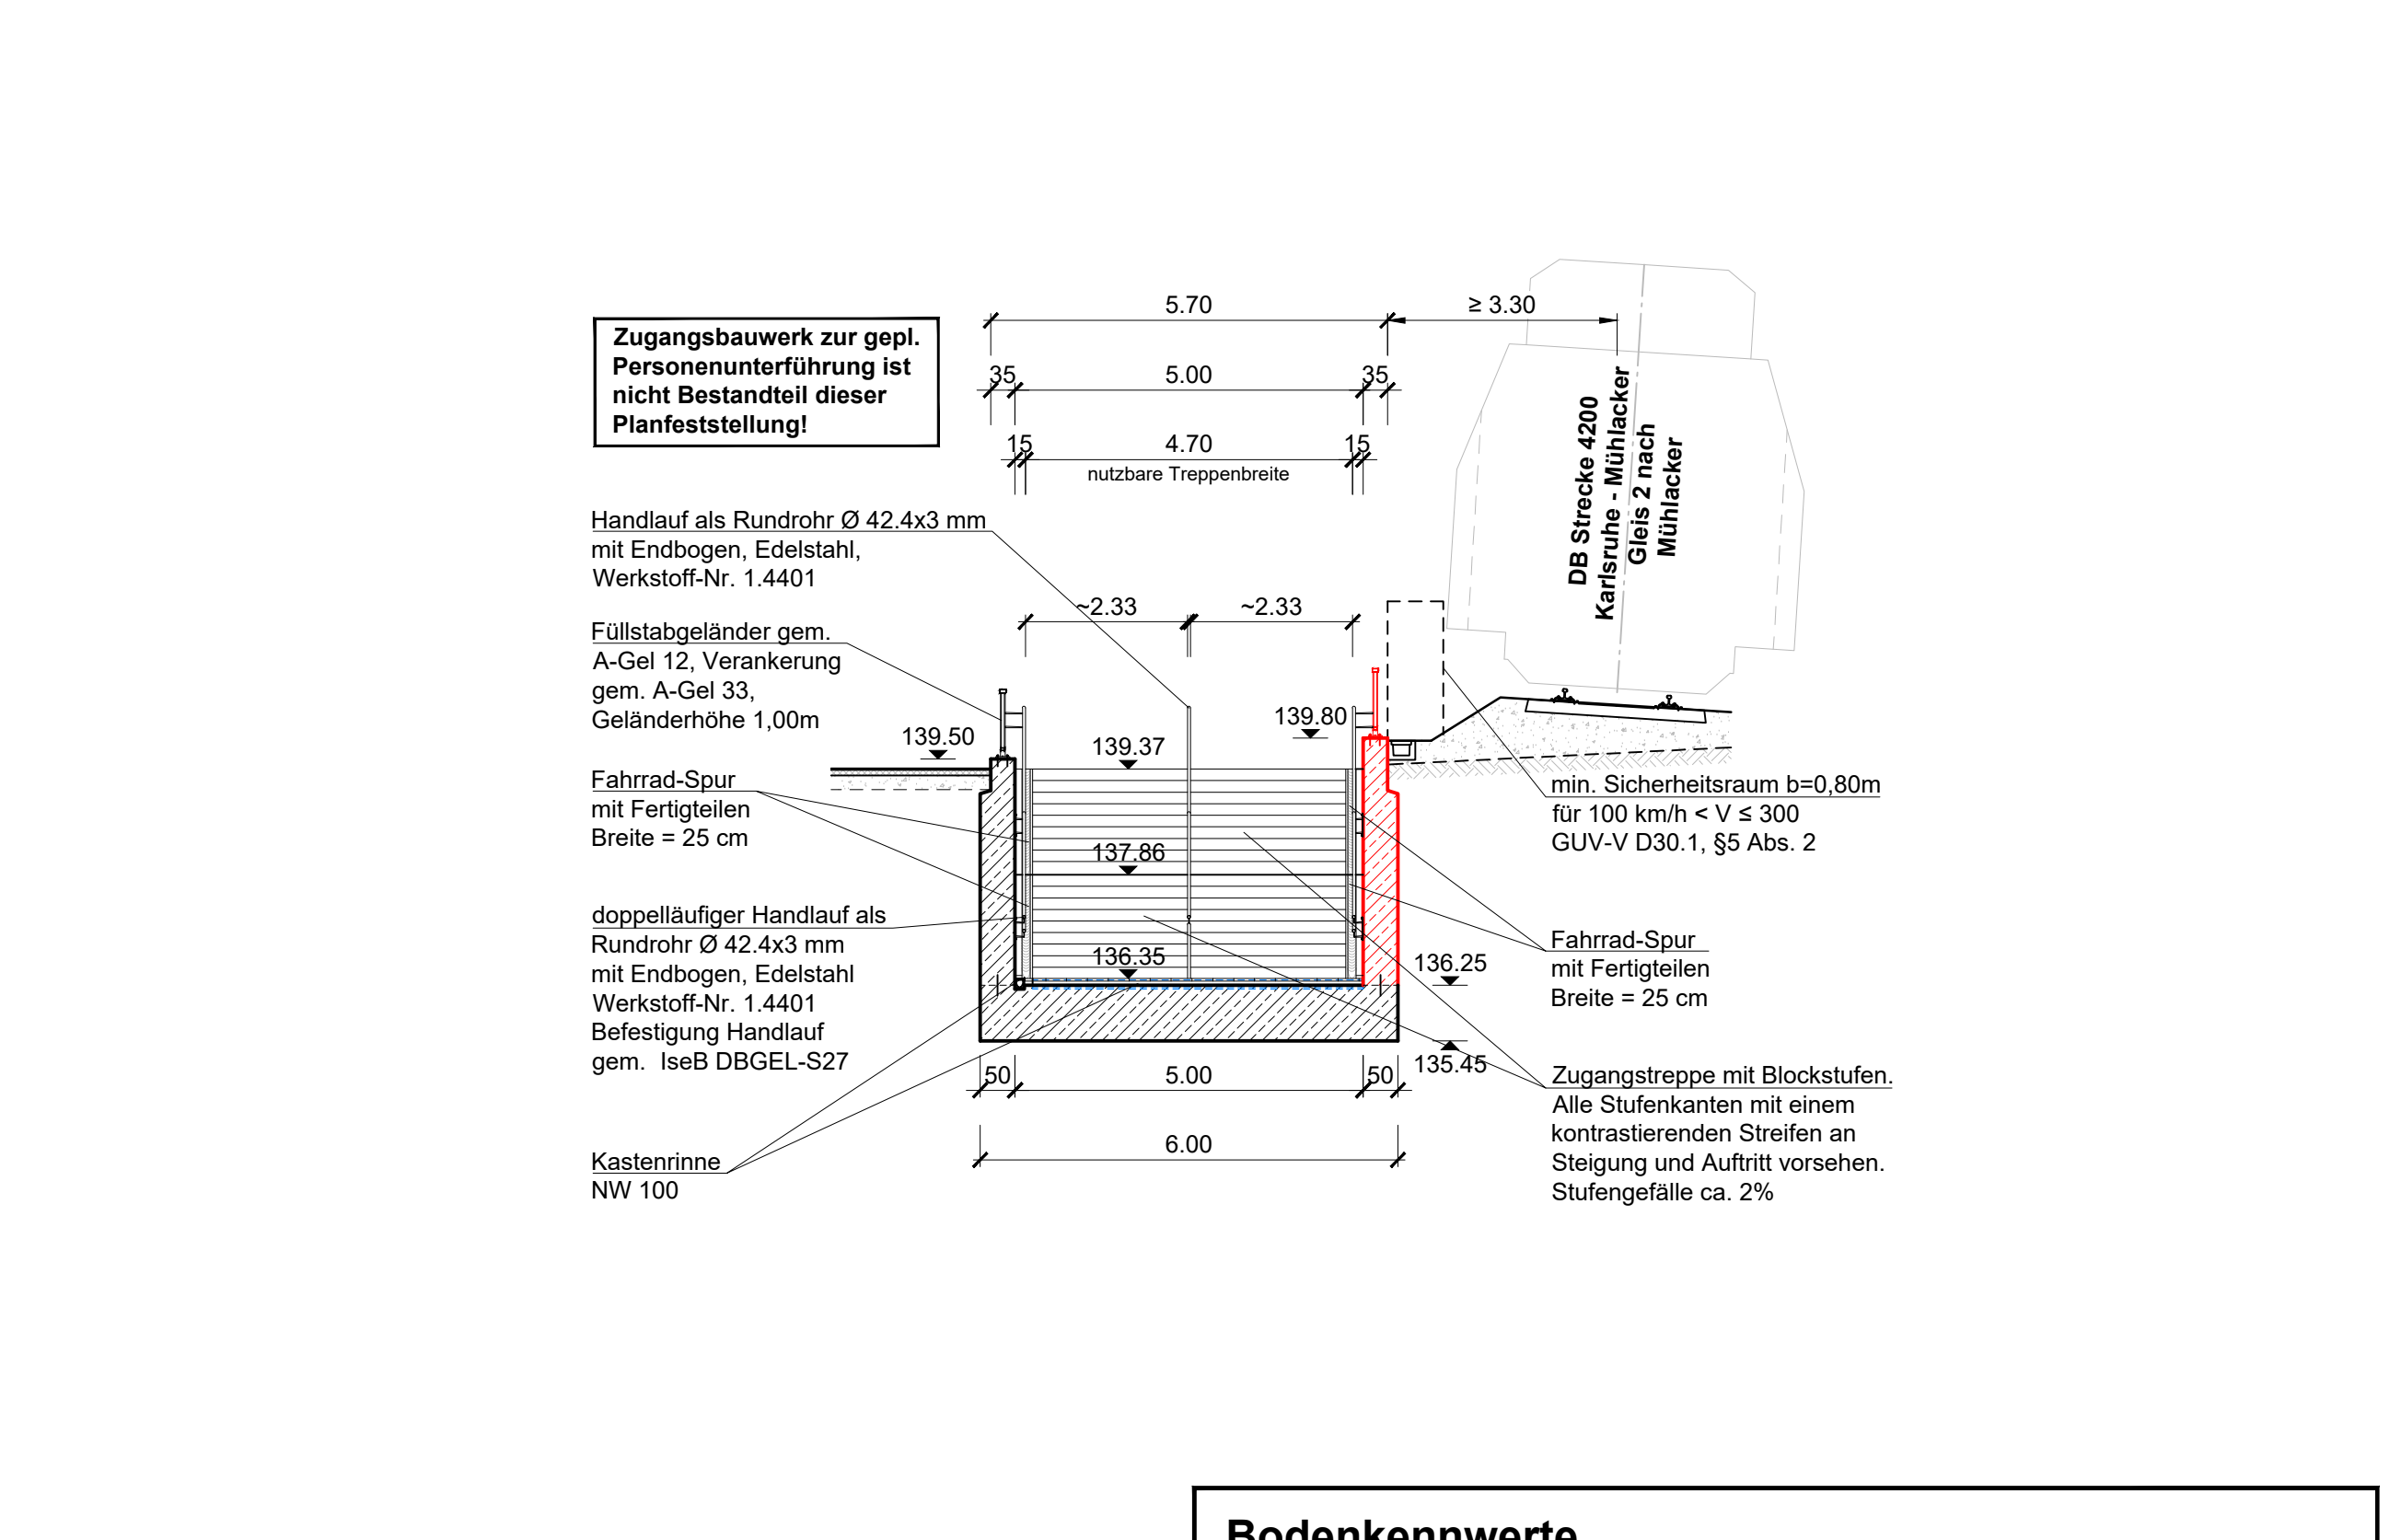 5.70
≥ 3.30
Zugangsbauwerk zur gepl.
Personenunterführung ist
nicht Bestandteil dieser
Planfeststellung!
35
5.00
35
15
4.70
15
nutzbare Treppenbreite
DB Strecke 4200
Karlsruhe - Mühlacker
Gleis 2 nach
Mühlacker
Handlauf als Rundrohr Ø 42.4x3 mm
mit Endbogen, Edelstahl,
Werkstoff-Nr. 1.4401
~2.33
~2.33
Füllstabgeländer gem.
A-Gel 12, Verankerung
gem. A-Gel 33,
Geländerhöhe 1,00m
139.50
139.37
139.80
Fahrrad-Spur
mit Fertigteilen
Breite = 25 cm
min. Sicherheitsraum b=0,80m
für 100 km/h < V ≤ 300
GUV-V D30.1, §5 Abs. 2
137.86
doppelläufiger Handlauf als
Rundrohr Ø 42.4x3 mm
mit Endbogen, Edelstahl
Werkstoff-Nr. 1.4401
Befestigung Handlauf
gem. IseB DBGEL-S27
136.35
136.25
Fahrrad-Spur
mit Fertigteilen
Breite = 25 cm
135.45
50
5.00
50
Zugangstreppe mit Blockstufen.
Alle Stufenkanten mit einem
kontrastierenden Streifen an
Steigung und Auftritt vorsehen.
Stufengefälle ca. 2%
6.00
Kastenrinne
NW 100
Bodenkennwerte